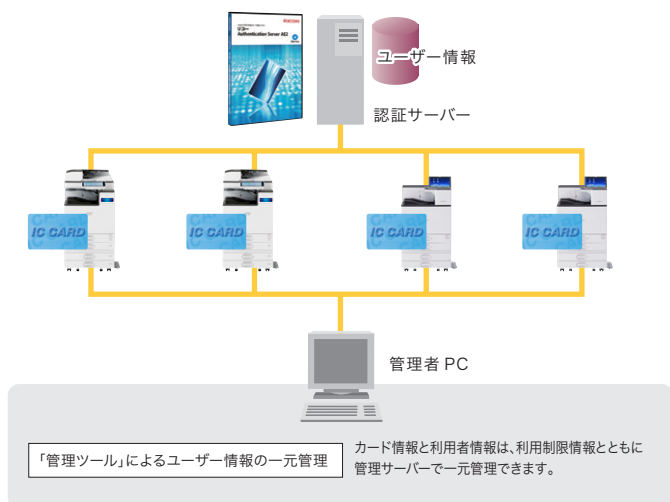 RICOH
Authentication Server AE2
ユーザー情報
認証サーバー
IC CARD
IC CARD
IC CARD
IC CARD
管理者 PC
「管理ツール」によるユーザー情報の一元管理
カード情報と利用者情報は、利用制限情報とともに
管理サーバーで一元管理できます。